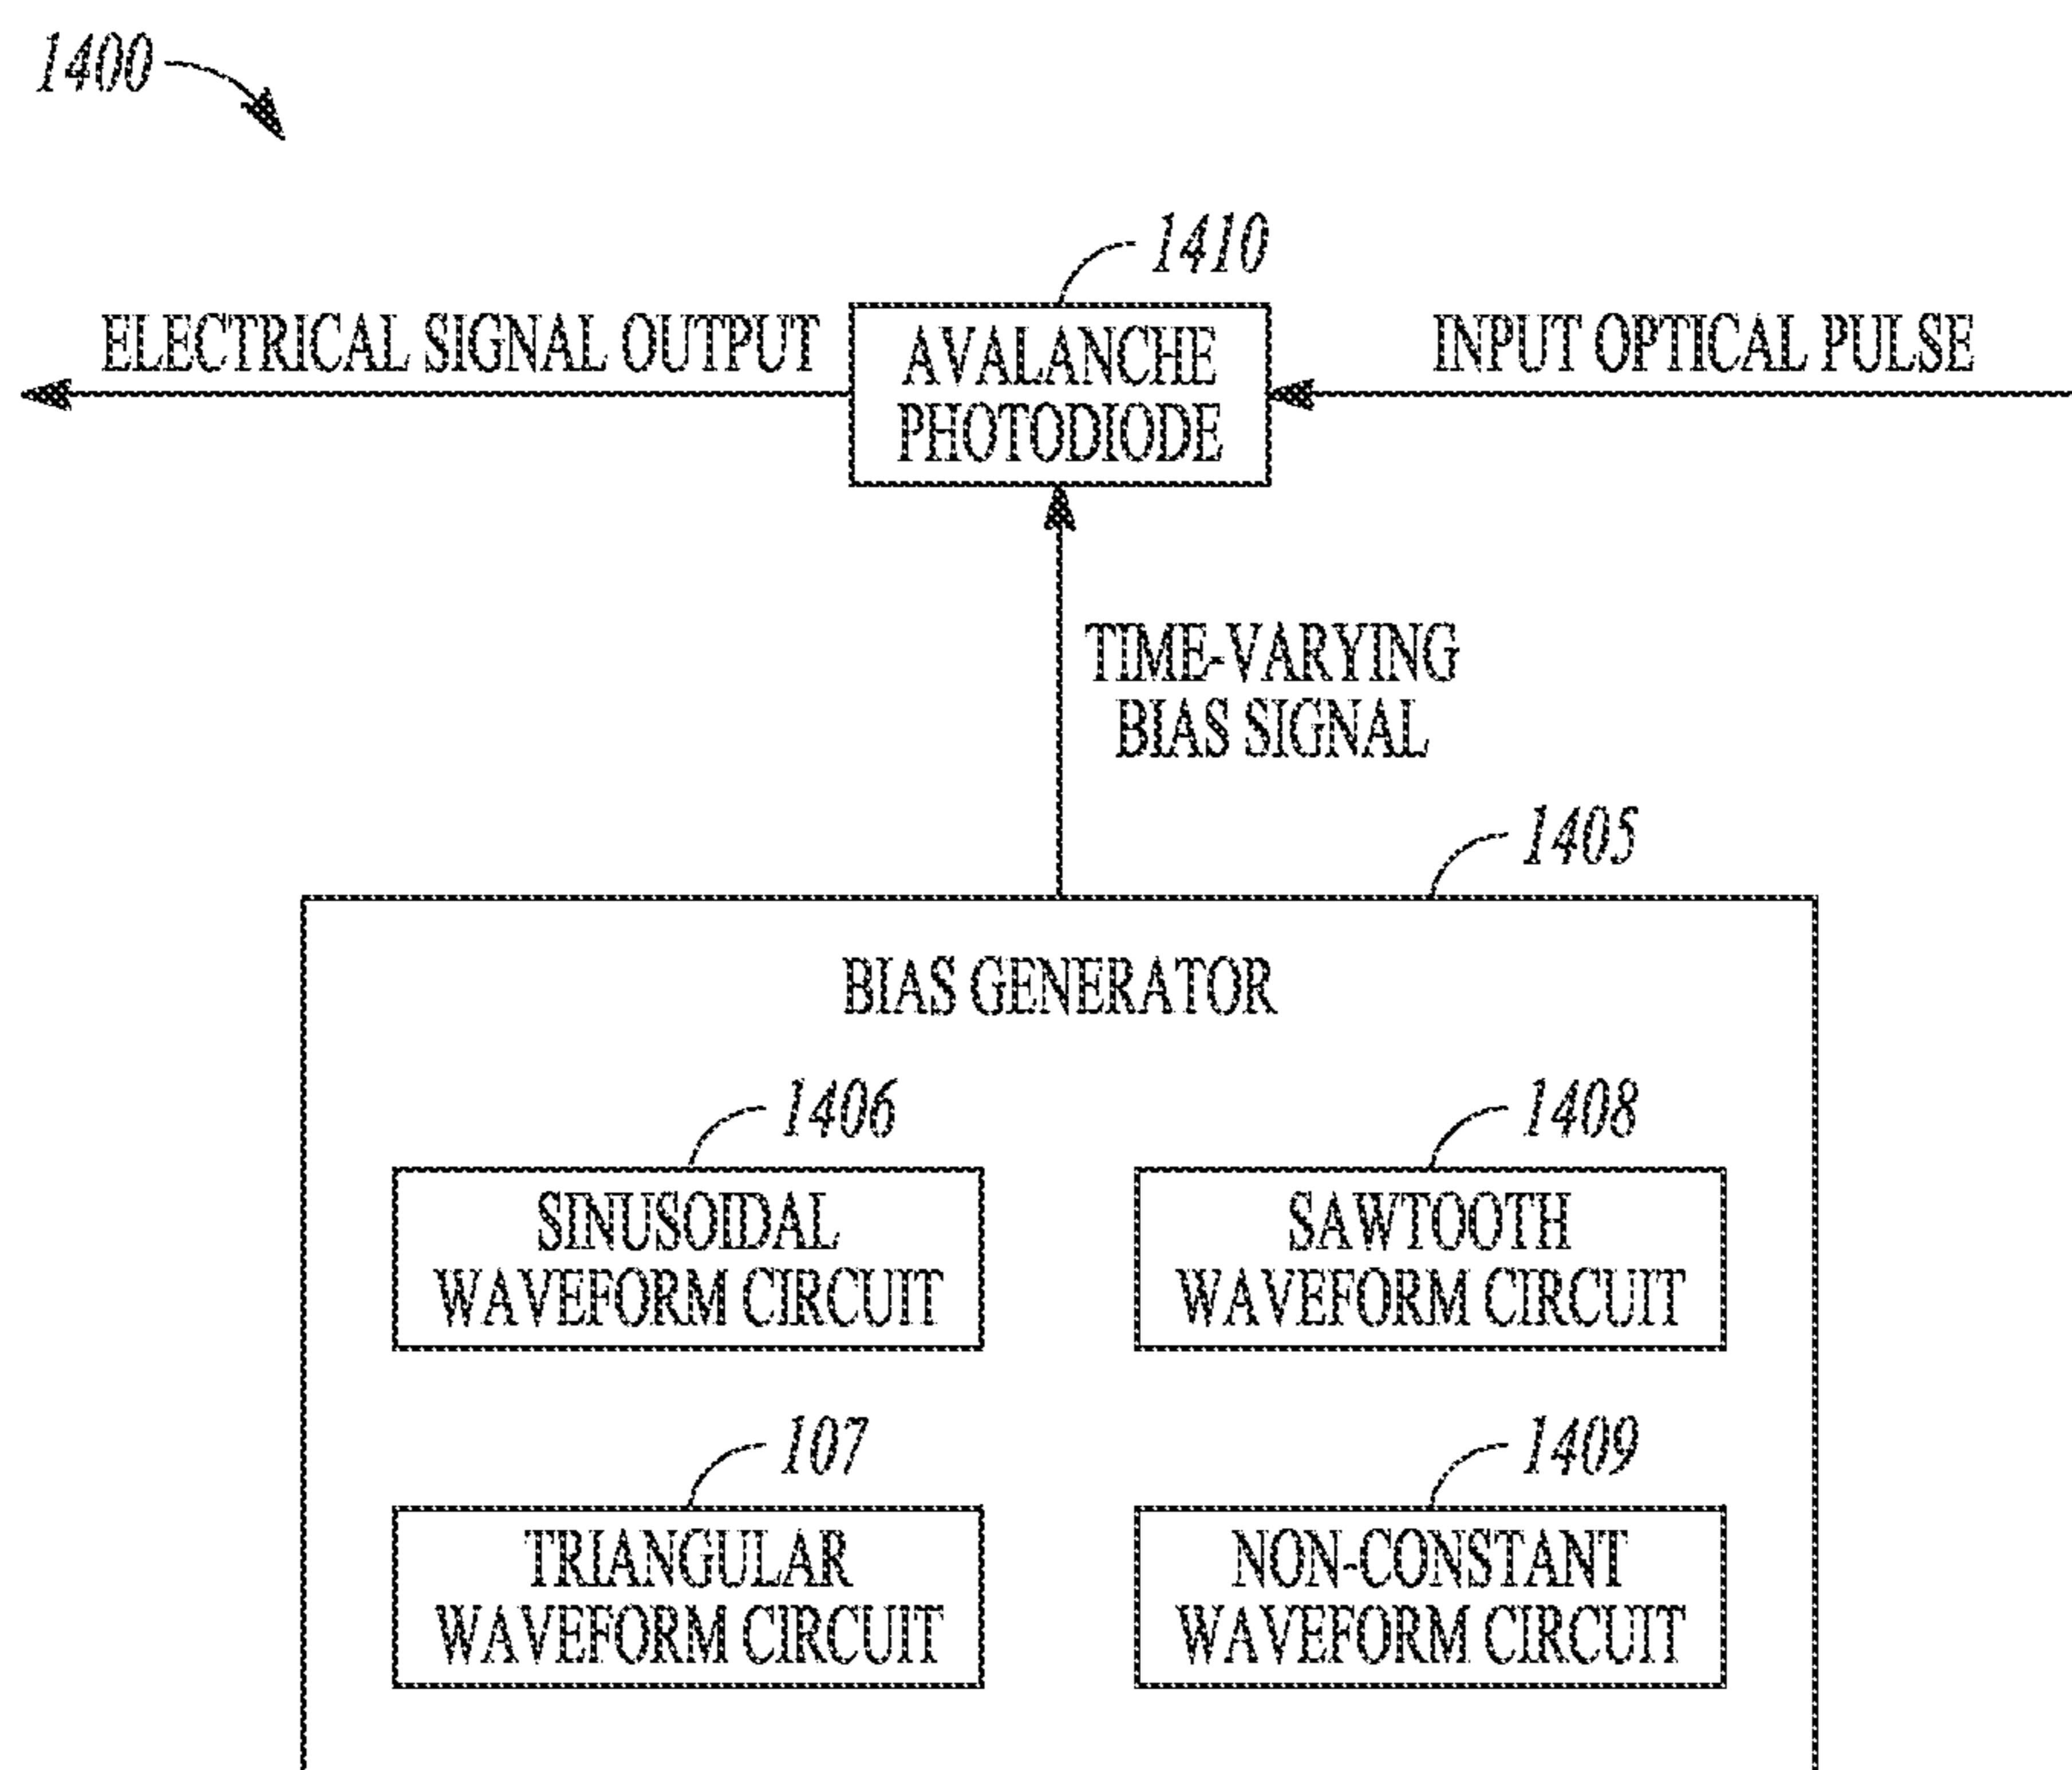 1400
1410
ELECTRICAL SIGNAL OUTPUT
AVALANCHE
PHOTODIODE
INPUT OPTICAL PULSE
TIME-VARYING
BIAS SIGNAL
1405
BIAS GENERATOR
1406
SINUSOIDAL
WAVEFORM CIRCUIT
1408
SAWTOOTH
WAVEFORM CIRCUIT
107
TRIANGULAR
WAVEFORM CIRCUIT
1409
NON-CONSTANT
WAVEFORM CIRCUIT